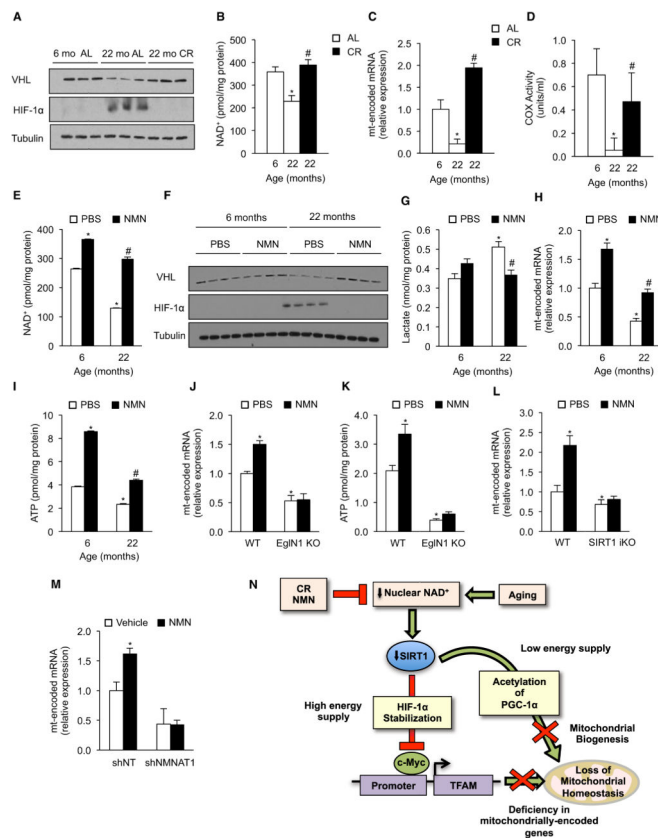 A
6 mo AL 22 mo AL 22 mo CR
VHL
HIF-1α
Tubulin
B
AL
CR
NAD⁺ (pmol/mg protein)
500
400
300
200
100
0
#
*
6 22 22
Age (months)
C
AL
CR
mt-encoded mRNA
(relative expression)
2.5
2.0
1.5
1.0
0.5
0.0
#
*
6 22 22
Age (months)
D
AL
CR
COX Activity
(units/ml)
1.0
0.8
0.6
0.4
0.2
0
#
*
6 22 22
Age (months)
E
PBS NMN
NAD⁺ (pmol/mg protein)
400
300
200
100
0
* * #
6 22
Age (months)
F
6 months 22 months
PBS NMN PBS NMN
VHL
HIF-1α
Tubulin
G
PBS NMN
Lactate (nmol/mg protein)
0.6
0.5
0.4
0.3
0.2
0.1
0
* #
6 22
Age (months)
H
PBS NMN
mt-encoded mRNA
(relative expression)
2.0
1.5
1.0
0.5
0.0
* * #
6 22
Age (months)
I
PBS NMN
ATP (pmol/mg protein)
10
8
6
4
2
0
* * #
6 22
Age (months)
J
PBS NMN
mt-encoded mRNA
(relative expression)
2.0
1.5
1.0
0.5
0.0
* *
WT EglN1 KO
K
PBS NMN
ATP (pmol/mg protein)
4
3
2
1
0
* *
WT EglN1 KO
L
PBS NMN
mt-encoded mRNA
(relative expression)
* *
WT SIRT1 iKO
M
Vehicle NMN
mt-encoded mRNA
(relative expression)
2.0
1.5
1.0
0.5
0.0
*
shNT shNMNAT1
N
CR
NMN
Nuclear NAD⁺
Aging
SIRT1
Low energy supply
High energy
supply
HIF-1α
Stabilization
Acetylation
of
PGC-1α
Mitochondrial
Biogenesis
c-Myc
Promoter TFAM
Loss of
Mitochondrial
Homeostasis
Deficiency in
mitochondrially-encoded
genes